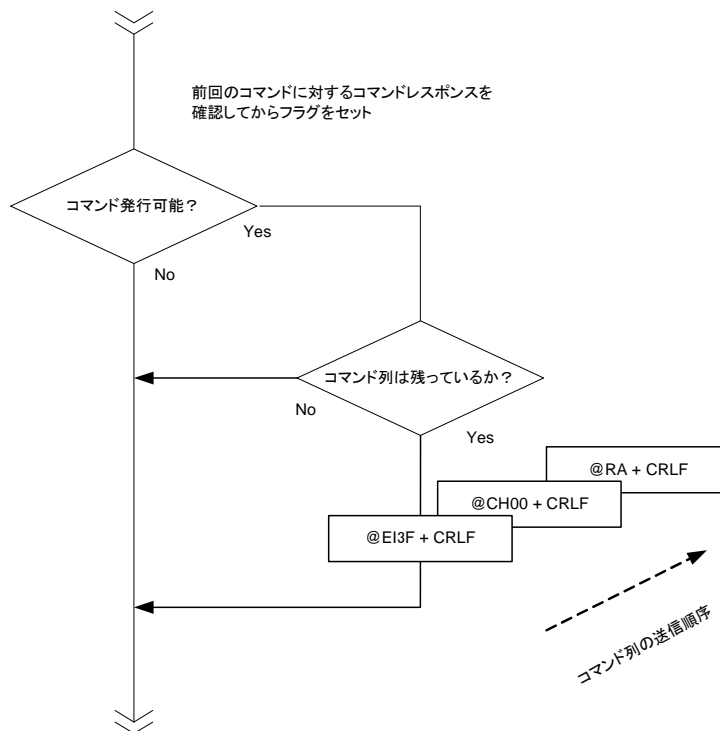 前回のコマンドに対するコマンドレスポンスを
確認してからフラグをセット
コマンド発行可能？
Yes
No
コマンド列は残っているか？
No
Yes
@RA + CRLF
@CH00 + CRLF
@EI3F + CRLF
コマンド列の送信順序